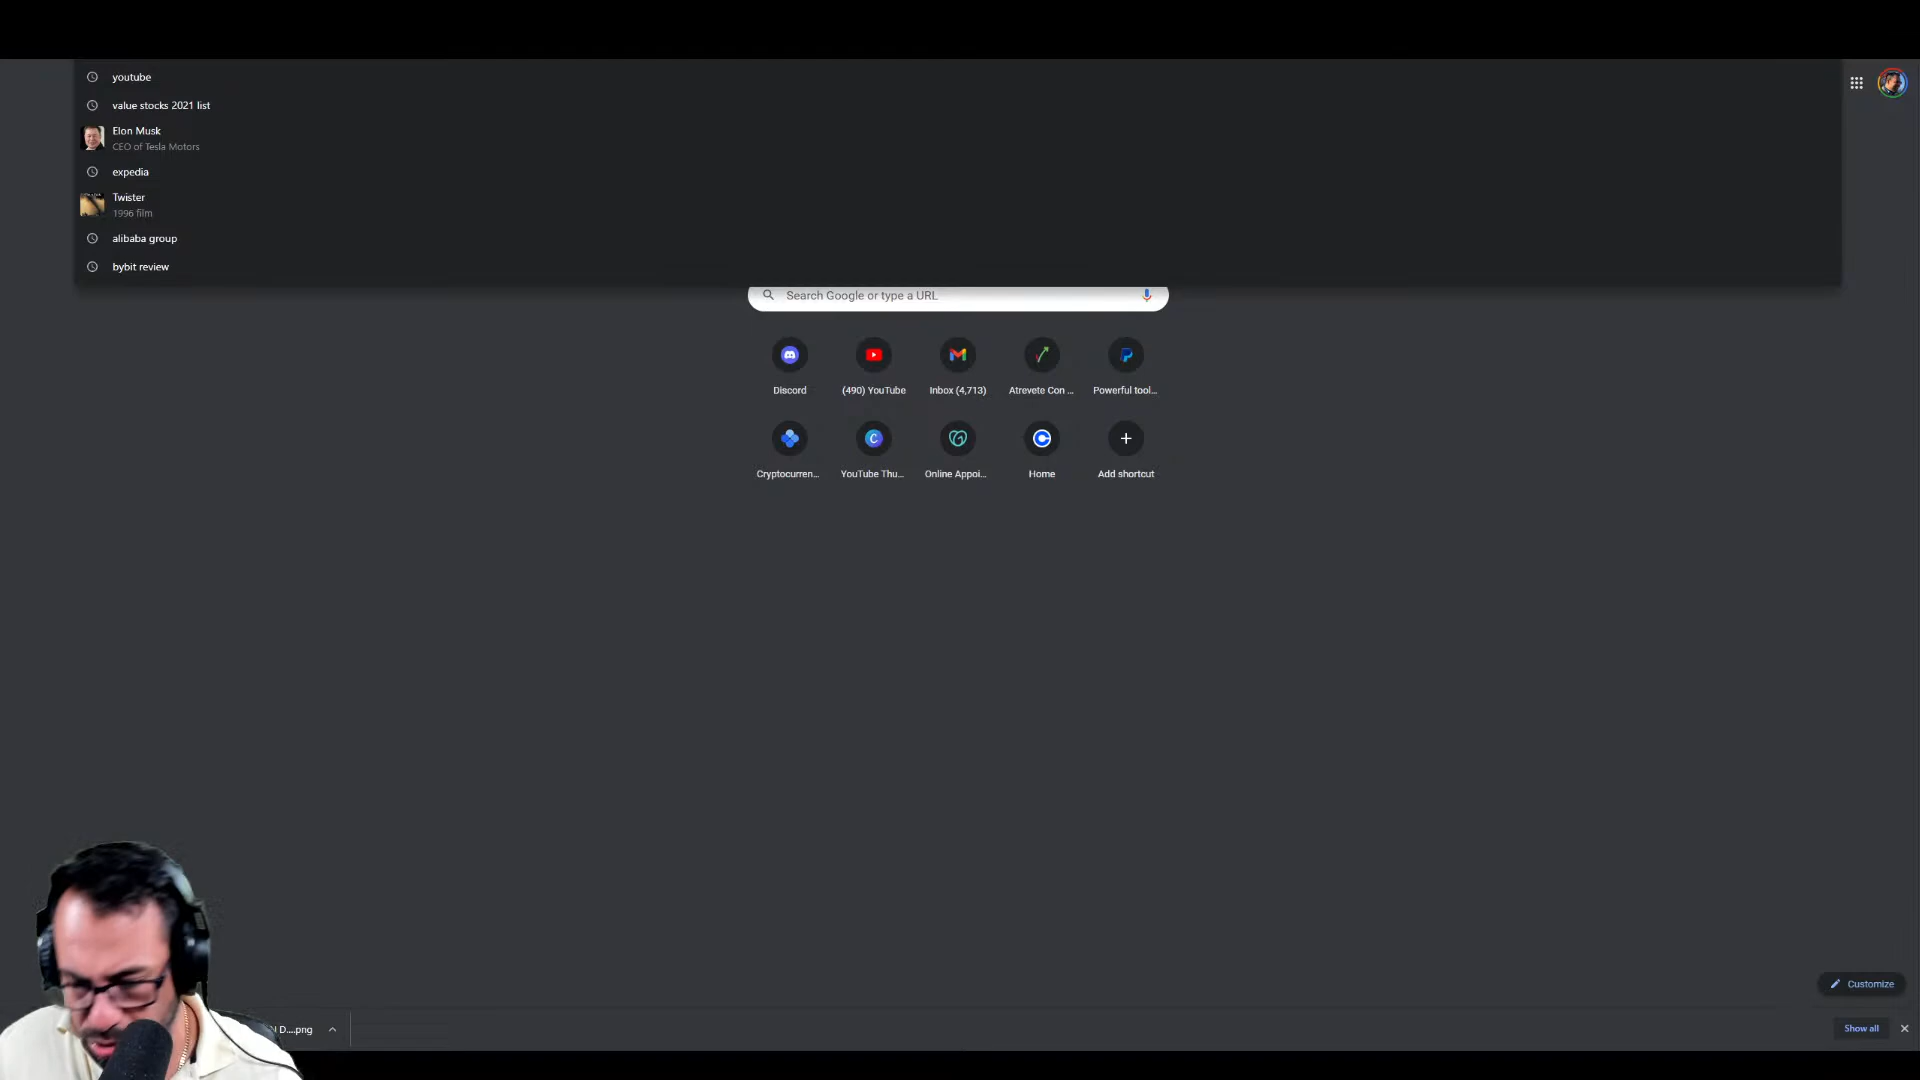 youtube
value stocks 2021 list
Elon Musk
CEO of Tesla Motors
expedia
Twister
1996 film
alibaba group
bybit review
Search Google or type a URL
Discord
(490) YouTube
Inbox (4,713)
Atrevete Con ...
Powerful tool...
Cryptocurren...
YouTube Thu...
Online Appoi...
Home
Add shortcut
Customize
D....png
Show all